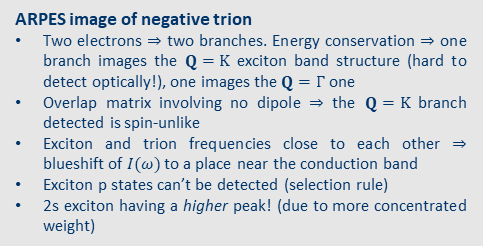 ARPES image of negative trion
• Two electrons ⇒ two branches. Energy conservation ⇒ one
branch images the Q = K exciton band structure (hard to
detect optically!), one images the Q = Γ one
• Overlap matrix involving no dipole ⇒ the Q = K branch
detected is spin-unlike
• Exciton and trion frequencies close to each other ⇒
blueshift of I(ω) to a place near the conduction band
• Exciton p states can't be detected (selection rule)
• 2s exciton having a higher peak! (due to more concentrated
weight)